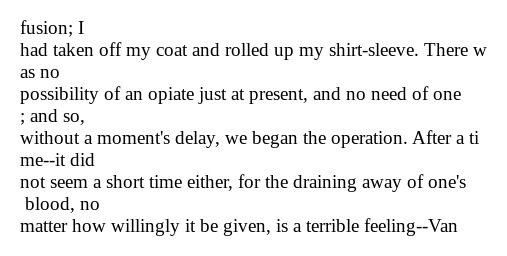 fusion; I
had taken off my coat and rolled up my shirt-sleeve. There w
as no
possibility of an opiate just at present, and no need of one
; and so,
without a moment's delay, we began the operation. After a ti
me--it did
not seem a short time either, for the draining away of one's
 blood, no
matter how willingly it be given, is a terrible feeling--Van